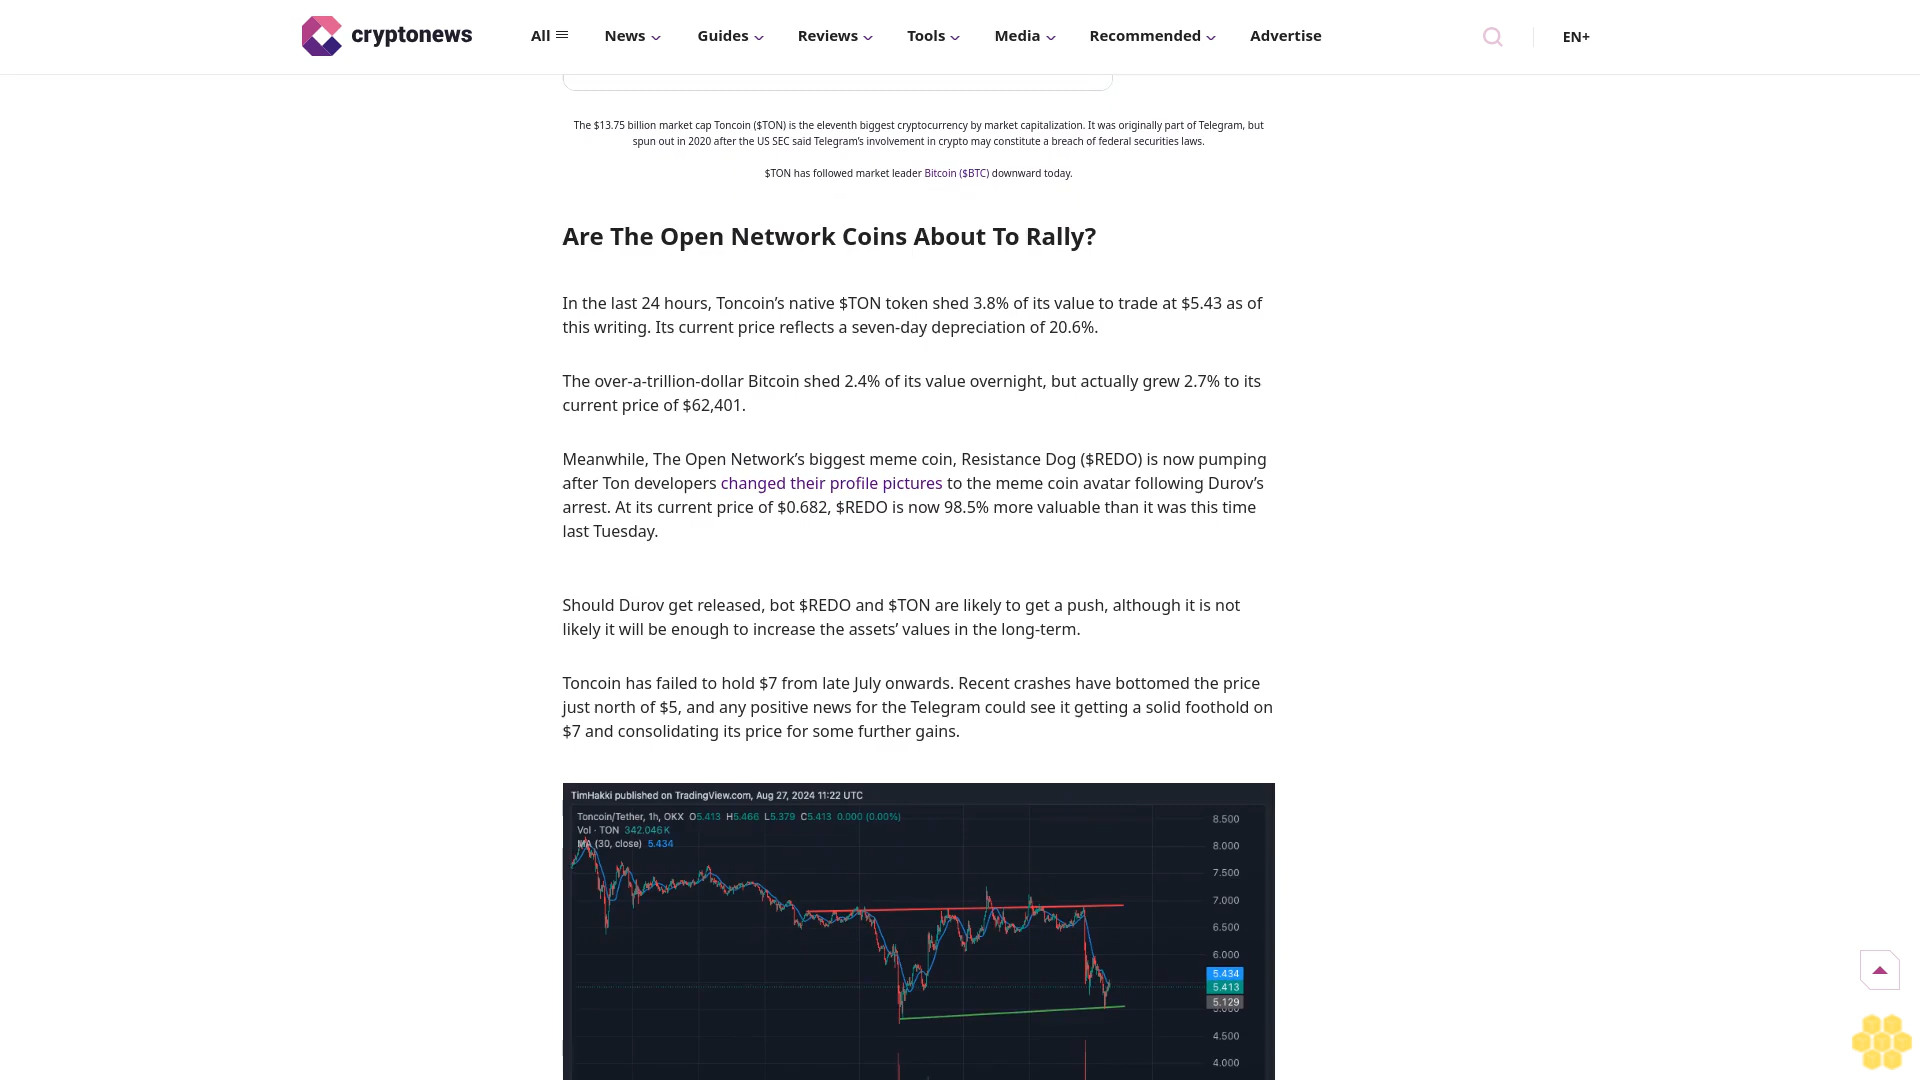 cryptonews
All
News
Guides
Reviews
Tools
Media
Recommended
Advertise
EN+
The $13.75 billion market cap Toncoin ($TON) is the eleventh biggest cryptocurrency by market capitalization. It was originally part of Telegram, but
spun out in 2020 after the US SEC said Telegram’s involvement in crypto may constitute a breach of federal securities laws.
$TON has followed market leader Bitcoin ($BTC) downward today.
Are The Open Network Coins About To Rally?
In the last 24 hours, Toncoin’s native $TON token shed 3.8% of its value to trade at $5.43 as of
this writing. Its current price reflects a seven-day depreciation of 20.6%.
The over-a-trillion-dollar Bitcoin shed 2.4% of its value overnight, but actually grew 2.7% to its
current price of $62,401.
Meanwhile, The Open Network’s biggest meme coin, Resistance Dog ($REDO) is now pumping
after Ton developers changed their profile pictures to the meme coin avatar following Durov’s
arrest. At its current price of $0.682, $REDO is now 98.5% more valuable than it was this time
last Tuesday.
Should Durov get released, bot $REDO and $TON are likely to get a push, although it is not
likely it will be enough to increase the assets’ values in the long-term.
Toncoin has failed to hold $7 from late July onwards. Recent crashes have bottomed the price
just north of $5, and any positive news for the Telegram could see it getting a solid foothold on
$7 and consolidating its price for some further gains.
TimHakki published on TradingView.com, Aug 27, 2024 11:22 UTC
Toncoin/Tether, 1h, OKX O5.413 H5.466 L5.379 C5.413 0.000 (0.00%)
Vol · TON 342.046K
MA (30, close) 5.434
8.500
8.000
7.500
7.000
6.500
6.000
5.434
5.413
5.129
5.000
4.500
4.000